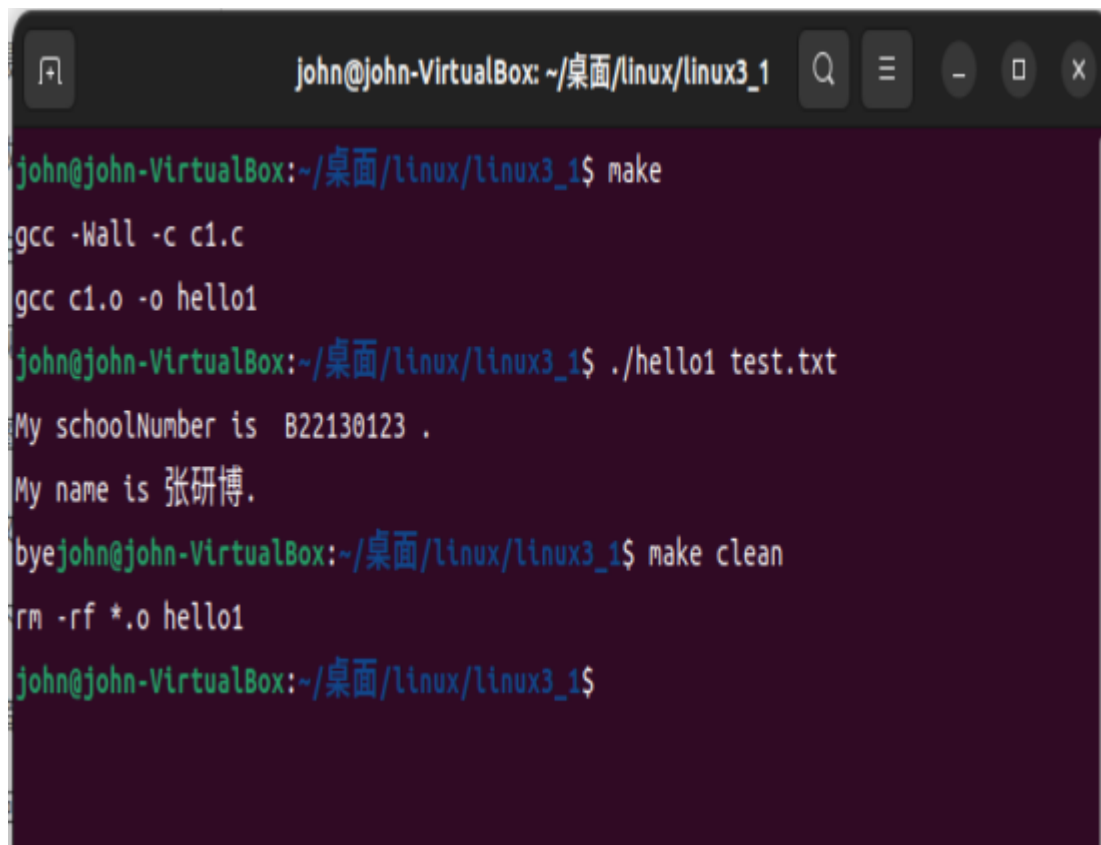 john@john-VirtualBox: ~/桌面/linux/linux3_1
john@john-VirtualBox:~/桌面/linux/linux3_1$ make
gcc -Wall -c c1.c
gcc c1.o -o hello1
john@john-VirtualBox:~/桌面/linux/linux3_1$ ./hello1 test.txt
My schoolNumber is  B22130123 .
My name is 张研博.
byejohn@john-VirtualBox:~/桌面/linux/linux3_1$ make clean
rm -rf *.o hello1
john@john-VirtualBox:~/桌面/linux/linux3_1$